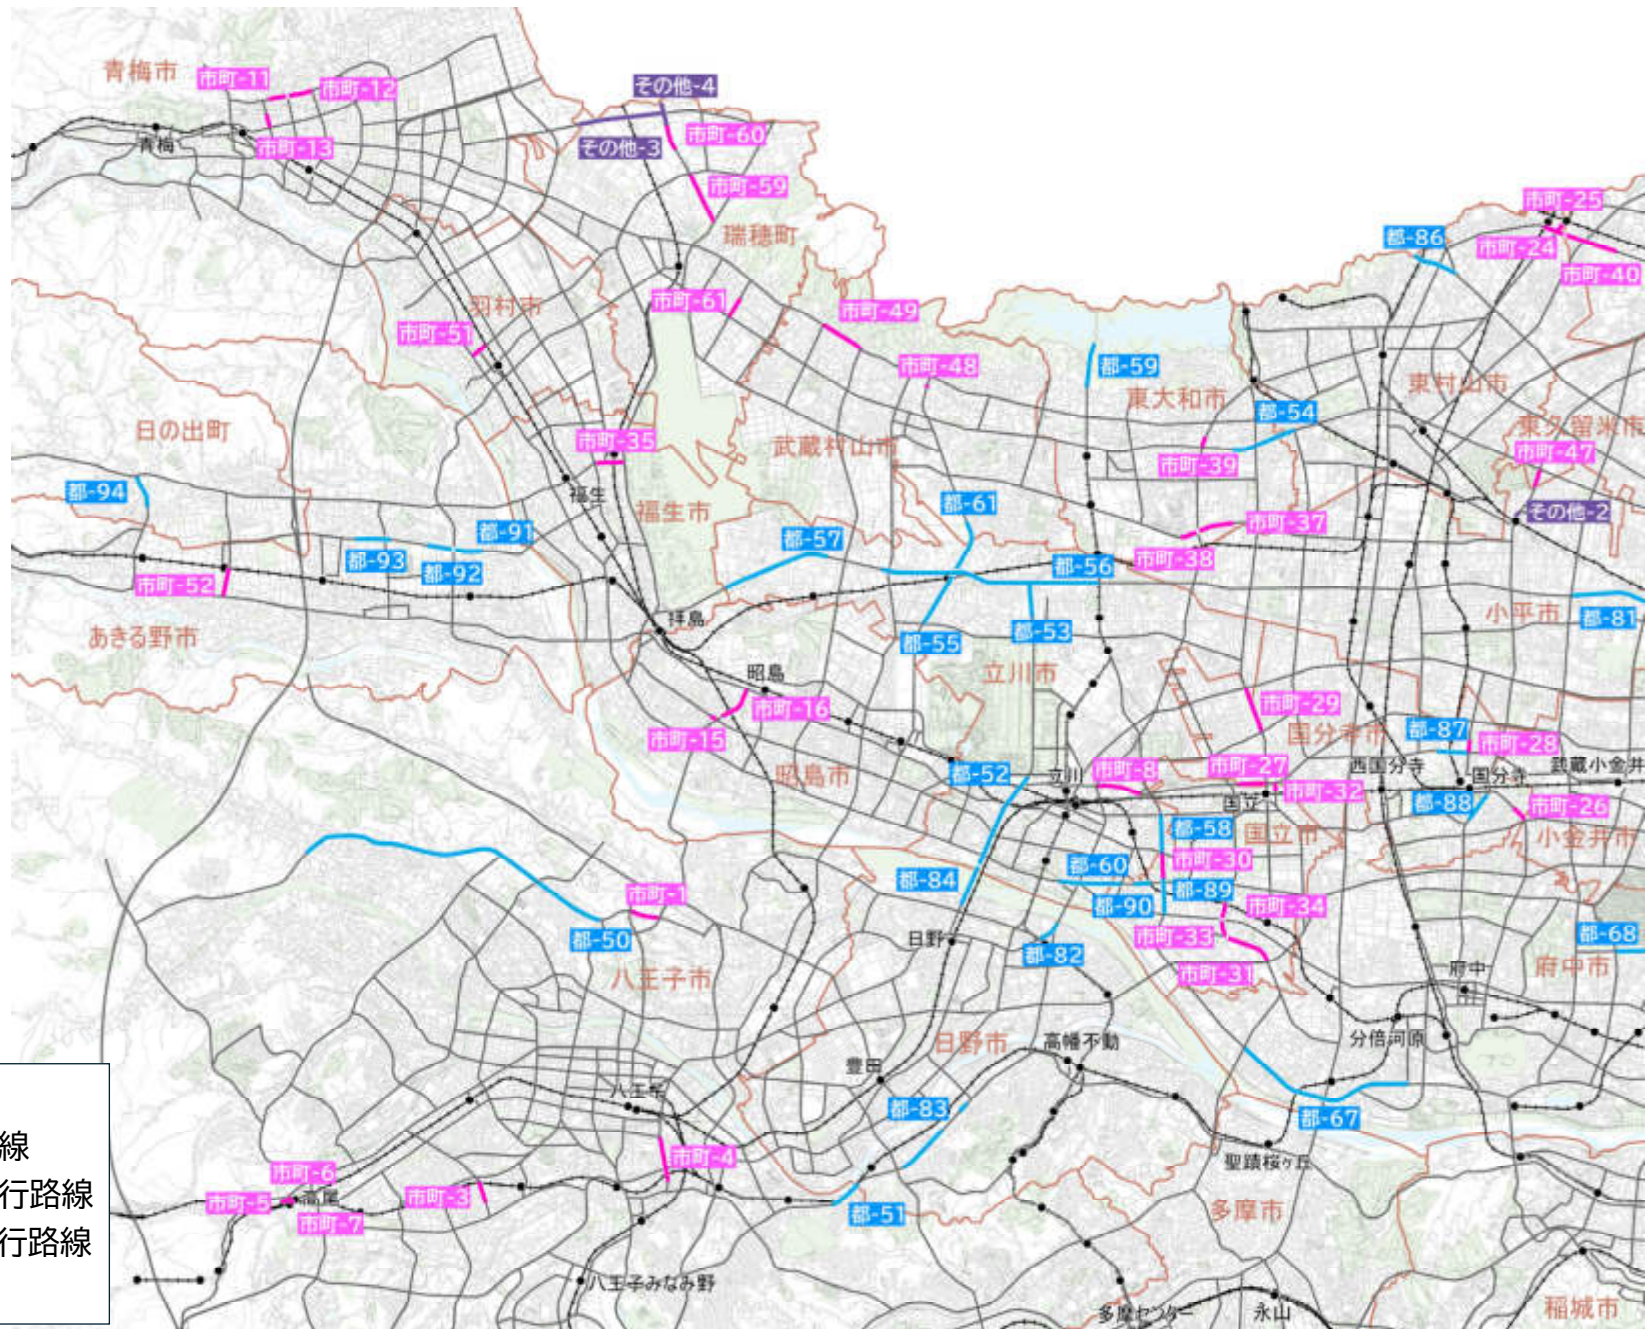 青梅市
市町-11
市町-12
市町-13
青梅
その他-4
その他-3
市町-60
市町-59
瑞穂町
市町-25
市町-24
市町-40
都-86
羽村市
市町-51
市町-61
市町-49
市町-48
都-59
東大和市
都-54
東村山市
東久留米市
市町-47
その他-2
日の出町
市町-35
武蔵村山市
市町-39
都-94
福生
福生市
都-61
市町-37
市町-38
都-91
都-93
都-92
都-57
都-56
市町-52
あきる野市
拝島
都-55
都-53
小平市
都-81
昭島
立川市
市町-16
市町-15
市町-29
国分寺市
都-87
市町-28
昭島市
都-52
立川
市町-8
市町-27
西国分寺
国分寺
武蔵小金井
国立
市町-32
都-88
市町-26
都-58
国立市
小金井市
市町-30
都-60
都-84
都-89
市町-1
都-90
市町-34
都-50
日野
市町-33
都-68
都-82
市町-31
府中
府中市
八王子市
日野市
高幡不動
分倍河原
豊田
八王子
都-83
都-67
線
市町-4
聖蹟桜ヶ丘
市町-6
行路線
市町-5
高尾
市町-3
市町-7
都-51
多摩市
行路線
八王子みなみ野
多摩センター
永山
稲城市